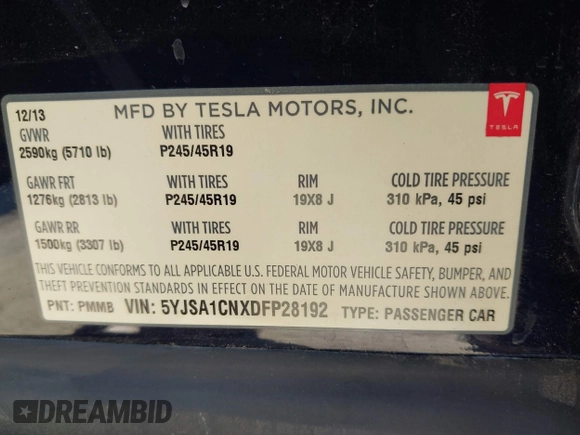 12/13 MFD BY TESLA MOTORS, INC.
TESLA
GVWR WITH TIRES
2590kg (5710 lb) P245/45R19
GAWR FRT WITH TIRES RIM COLD TIRE PRESSURE
1276kg (2813 lb) P245/45R19 19X8 J 310 kPa, 45 psi
GAWR RR WITH TIRES RIM COLD TIRE PRESSURE
1500kg (3307 lb) P245/45R19 19X8 J 310 kPa, 45 psi
THIS VEHICLE CONFORMS TO ALL APPLICABLE U.S. FEDERAL MOTOR VEHICLE SAFETY, BUMPER, AND
THEFT PREVENTION STANDARDS IN EFFECT ON THE DATE OF MANUFACTURE SHOWN ABOVE.
PNT: PMMB VIN: 5YJSA1CNXDFP28192 TYPE: PASSENGER CAR
DREAMBID